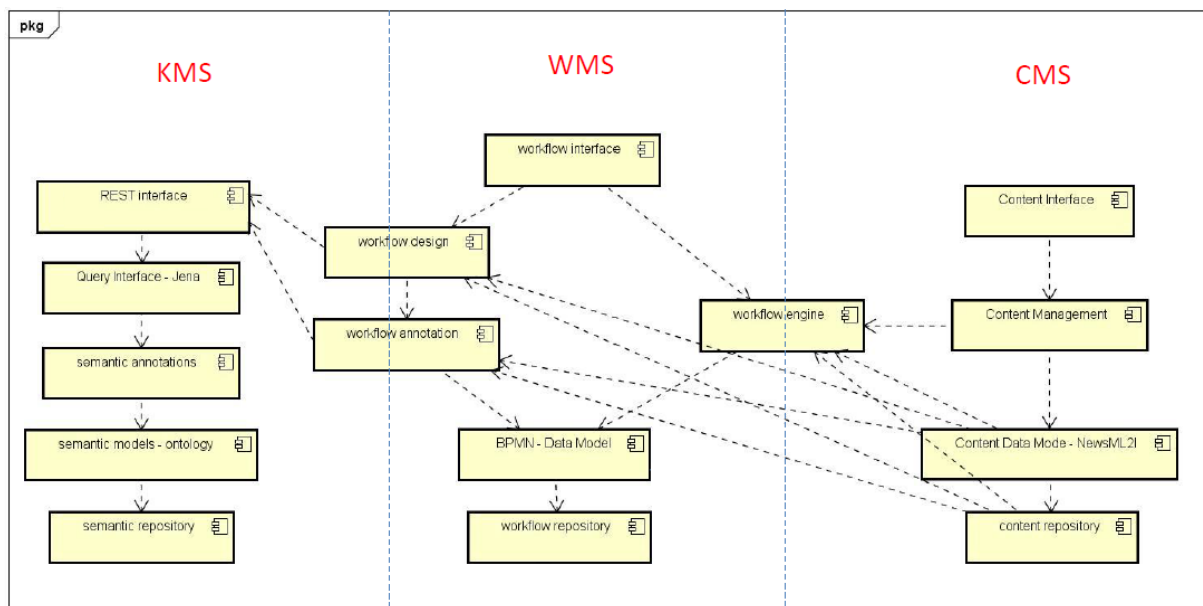 pkg
KMS
WMS
CMS
workflow interface
REST interface
Content Interface
workflow design
Query Interface - Jena
workflow engine
Content Management
workflow annotation
semantic annotations
semantic models - ontology
BPMN - Data Model
Content Data Mode - NewsML2l
semantic repository
workflow repository
content repository